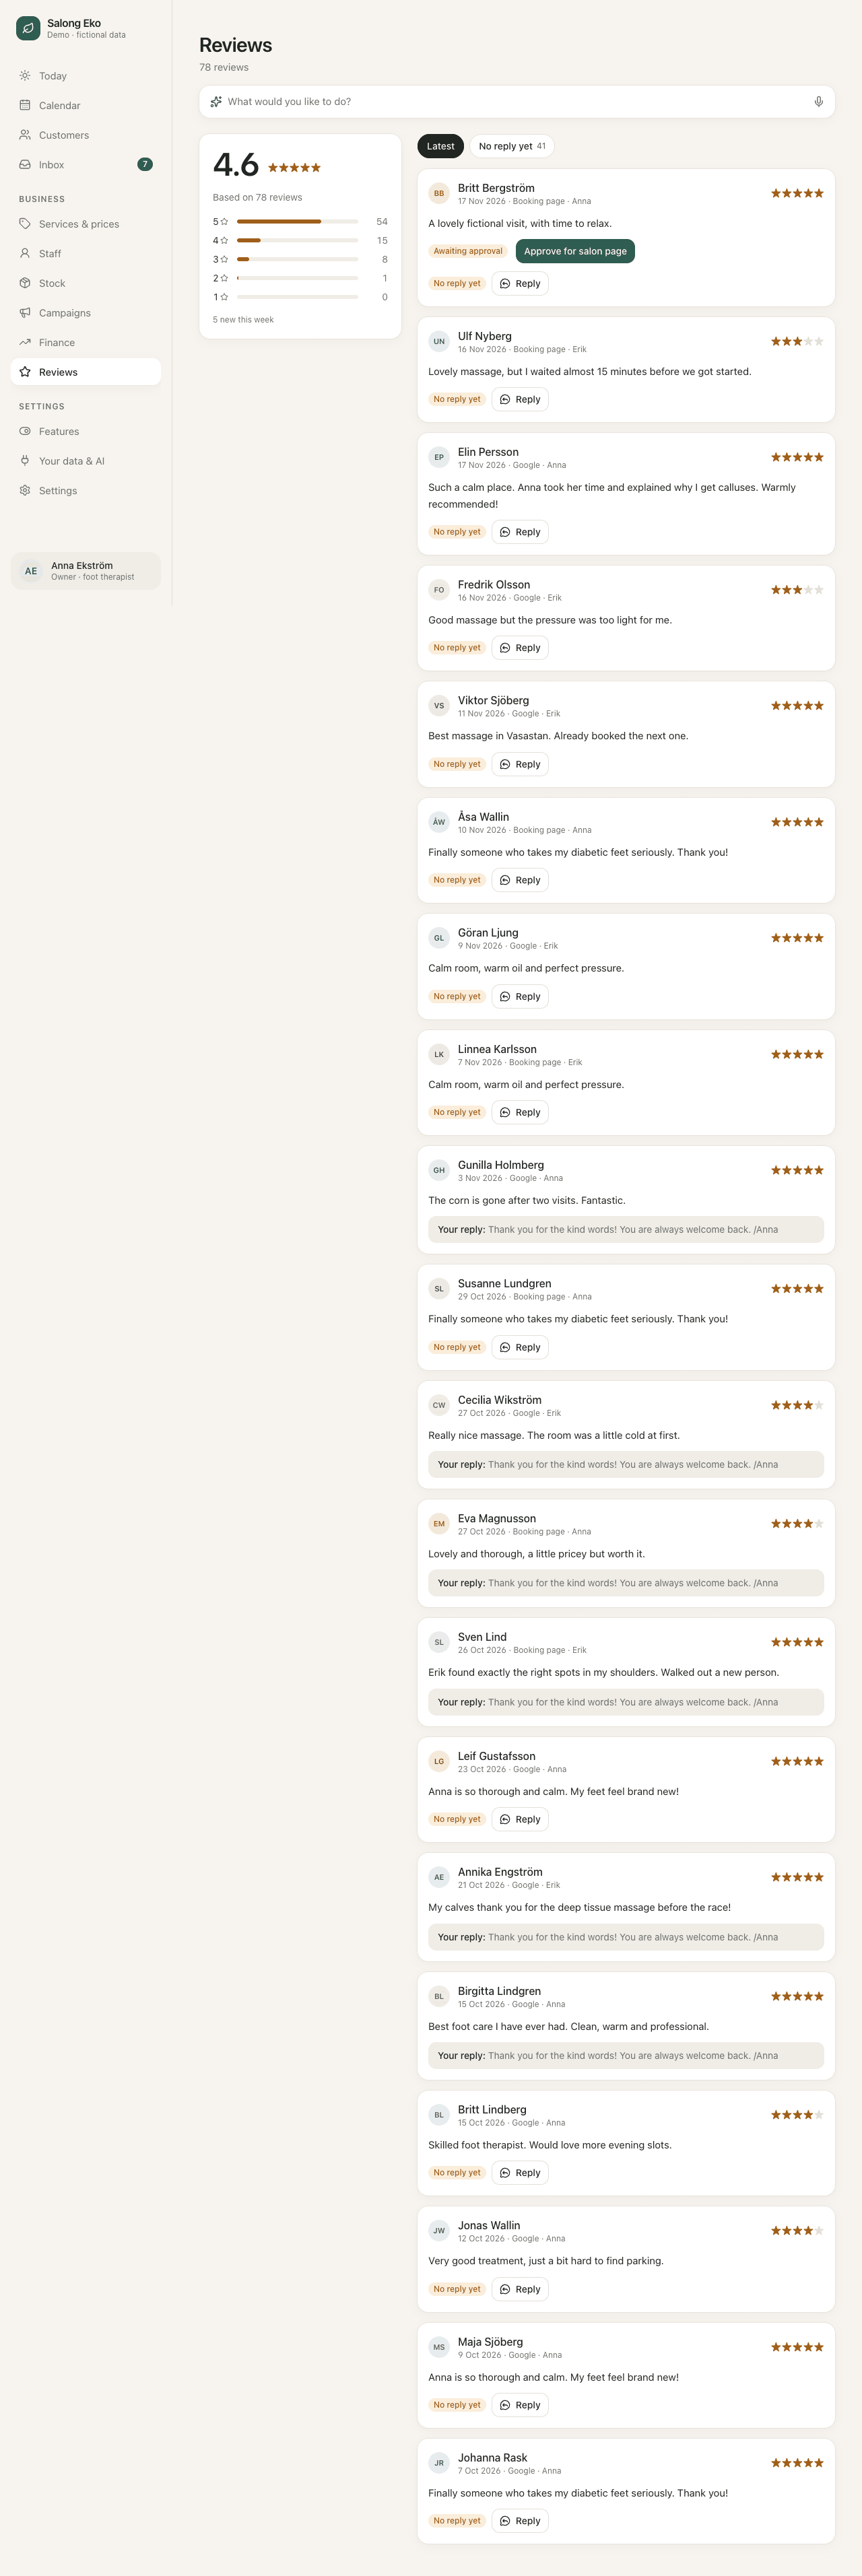 Salong Eko
Demo · fictional data
Today
Calendar
Customers
Inbox 7
BUSINESS
Services & prices
Staff
Stock
Campaigns
Finance
Reviews
SETTINGS
Features
Your data & AI
Settings
AE
Anna Ekström
Owner · foot therapist
Reviews
78 reviews
What would you like to do?
4.6
Based on 78 reviews
5 54
4 15
3 8
2 1
1 0
5 new this week
Latest
No reply yet 41
BB
Britt Bergström
17 Nov 2026 · Booking page · Anna
A lovely fictional visit, with time to relax.
Awaiting approval Approve for salon page
No reply yet Reply
UN
Ulf Nyberg
16 Nov 2026 · Booking page · Erik
Lovely massage, but I waited almost 15 minutes before we got started.
No reply yet Reply
EP
Elin Persson
17 Nov 2026 · Google · Anna
Such a calm place. Anna took her time and explained why I get calluses. Warmly
recommended!
No reply yet Reply
FO
Fredrik Olsson
16 Nov 2026 · Google · Erik
Good massage but the pressure was too light for me.
No reply yet Reply
VS
Viktor Sjöberg
11 Nov 2026 · Google · Erik
Best massage in Vasastan. Already booked the next one.
No reply yet Reply
ÅW
Åsa Wallin
10 Nov 2026 · Booking page · Anna
Finally someone who takes my diabetic feet seriously. Thank you!
No reply yet Reply
GL
Göran Ljung
9 Nov 2026 · Google · Erik
Calm room, warm oil and perfect pressure.
No reply yet Reply
LK
Linnea Karlsson
7 Nov 2026 · Booking page · Erik
Calm room, warm oil and perfect pressure.
No reply yet Reply
GH
Gunilla Holmberg
3 Nov 2026 · Google · Anna
The corn is gone after two visits. Fantastic.
Your reply: Thank you for the kind words! You are always welcome back. /Anna
SL
Susanne Lundgren
29 Oct 2026 · Booking page · Anna
Finally someone who takes my diabetic feet seriously. Thank you!
No reply yet Reply
CW
Cecilia Wikström
27 Oct 2026 · Google · Erik
Really nice massage. The room was a little cold at first.
Your reply: Thank you for the kind words! You are always welcome back. /Anna
EM
Eva Magnusson
27 Oct 2026 · Booking page · Anna
Lovely and thorough, a little pricey but worth it.
Your reply: Thank you for the kind words! You are always welcome back. /Anna
SL
Sven Lind
26 Oct 2026 · Booking page · Erik
Erik found exactly the right spots in my shoulders. Walked out a new person.
Your reply: Thank you for the kind words! You are always welcome back. /Anna
LG
Leif Gustafsson
23 Oct 2026 · Google · Anna
Anna is so thorough and calm. My feet feel brand new!
No reply yet Reply
AE
Annika Engström
21 Oct 2026 · Google · Erik
My calves thank you for the deep tissue massage before the race!
Your reply: Thank you for the kind words! You are always welcome back. /Anna
BL
Birgitta Lindgren
15 Oct 2026 · Google · Anna
Best foot care I have ever had. Clean, warm and professional.
Your reply: Thank you for the kind words! You are always welcome back. /Anna
BL
Britt Lindberg
15 Oct 2026 · Google · Anna
Skilled foot therapist. Would love more evening slots.
No reply yet Reply
JW
Jonas Wallin
12 Oct 2026 · Google · Anna
Very good treatment, just a bit hard to find parking.
No reply yet Reply
MS
Maja Sjöberg
9 Oct 2026 · Google · Anna
Anna is so thorough and calm. My feet feel brand new!
No reply yet Reply
JR
Johanna Rask
7 Oct 2026 · Google · Anna
Finally someone who takes my diabetic feet seriously. Thank you!
No reply yet Reply